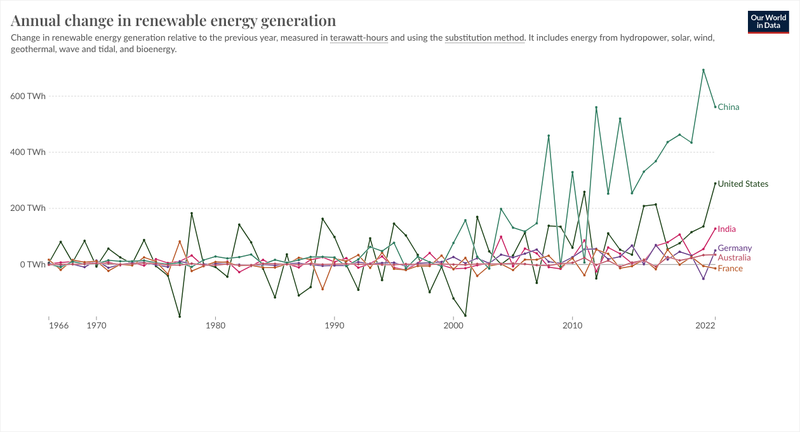 Annual change in renewable energy generation
Our World
in Data
Change in renewable energy generation relative to the previous year, measured in terawatt-hours and using the substitution method. It includes energy from hydropower, solar, wind,
geothermal, wave and tidal, and bioenergy.
600 TWh
China
400 TWh
200 TWh
United States
India
Germany
Australia
France
0 TWh
1966
1970
1980
1990
2000
2010
2022